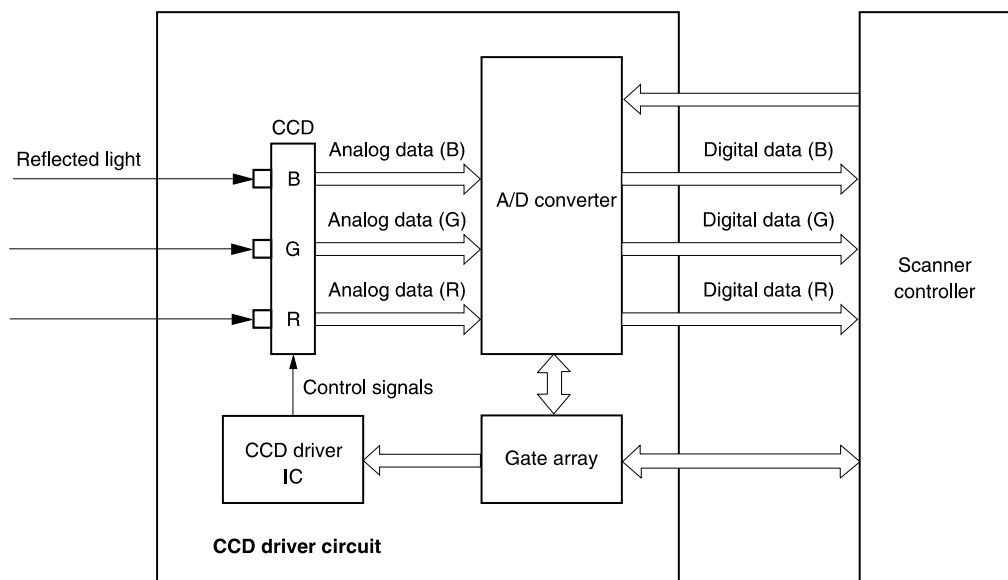 CCD
Reflected light
Analog data (B)
Digital data (B)
B
A/D converter
Analog data (G)
Digital data (G)
G
Scanner
controller
Analog data (R)
Digital data (R)
R
Control signals
CCD driver
IC
Gate array
CCD driver circuit